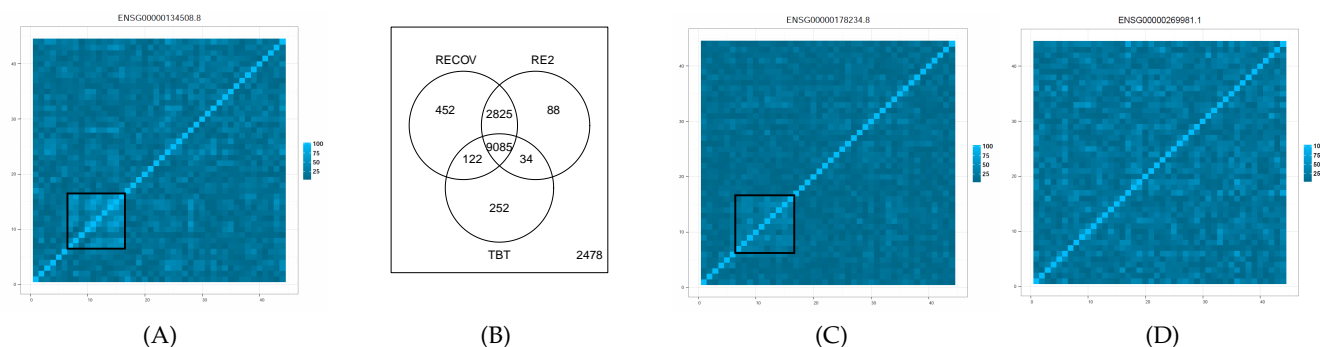 ENSG00000134508.8
40
30
20
10
0
0 10 20 30 40
100
75
50
25
(A)
RECOV RE2
452 2825 88
9085
122 34
252
TBT 2478
(B)
ENSG00000178234.8
40
30
20
10
0
0 10 20 30 40
100
75
50
25
(C)
ENSG00000269981.1
40
30
20
10
0
0 10 20 30 40
100
75
50
25
(D)